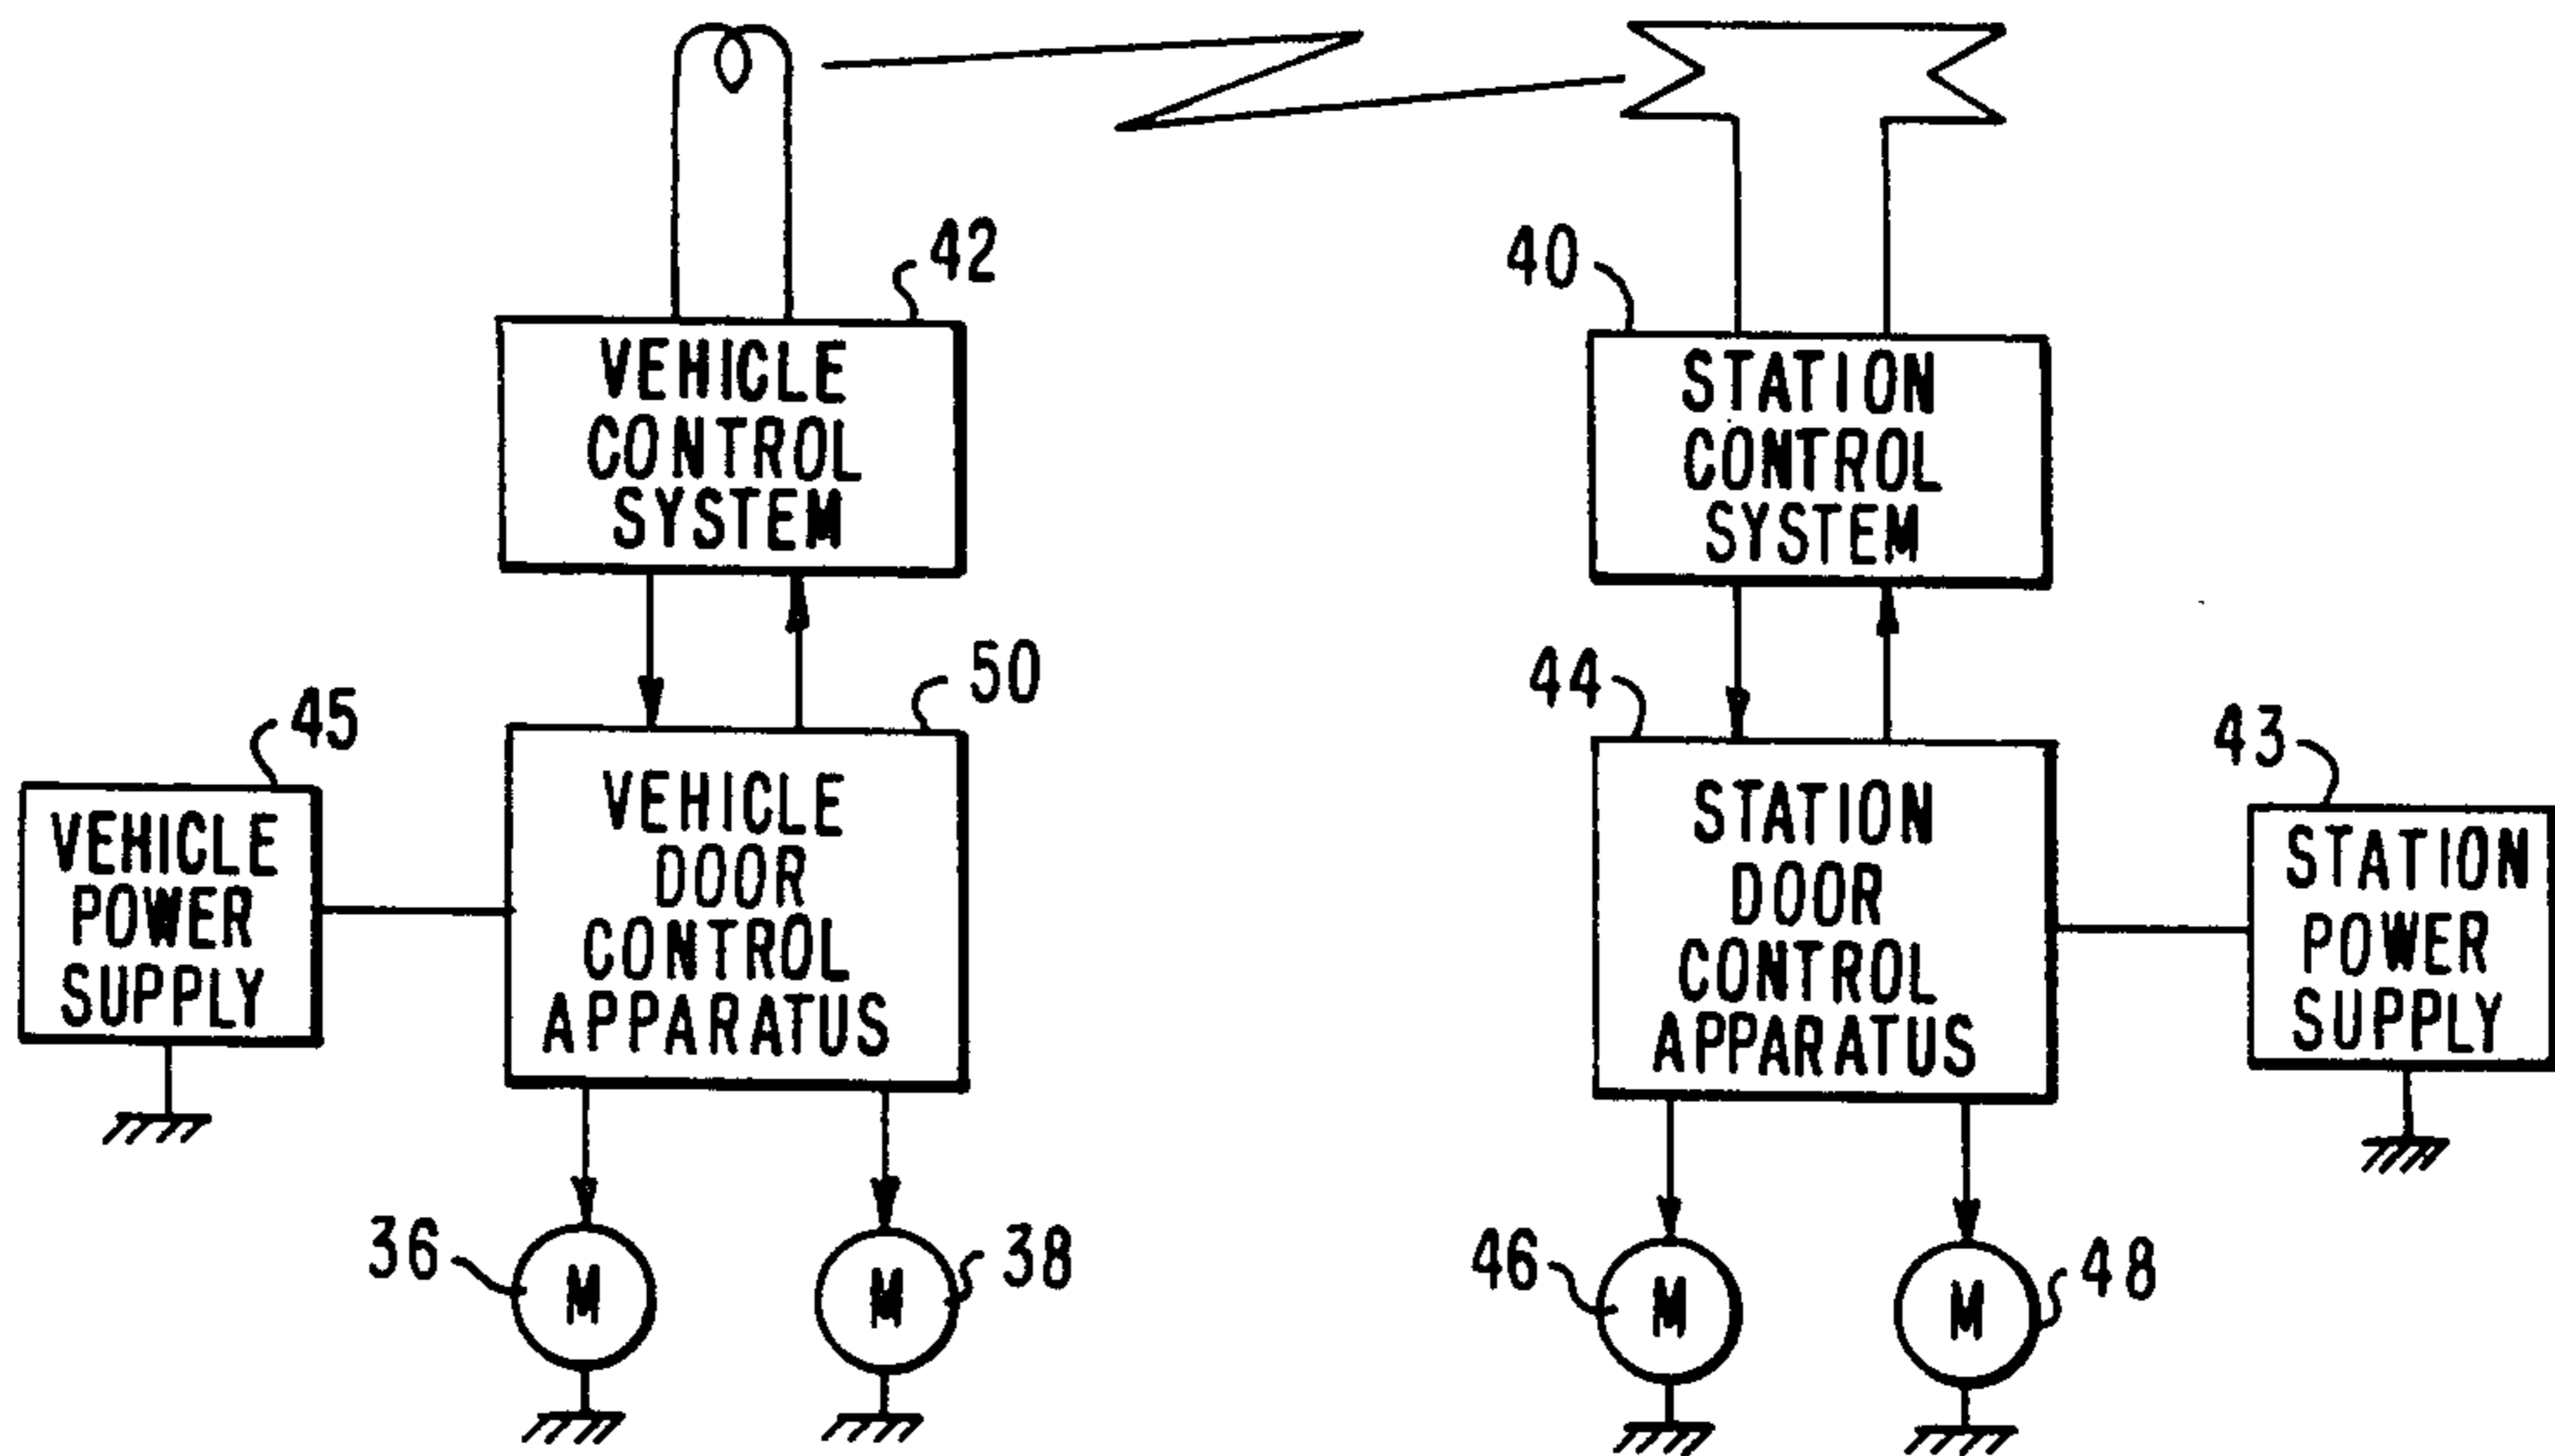 42
40
VEHICLE
CONTROL
SYSTEM
STATION
CONTROL
SYSTEM
50
44
45
43
VEHICLE
POWER
SUPPLY
VEHICLE
DOOR
CONTROL
APPARATUS
STATION
DOOR
CONTROL
APPARATUS
STATION
POWER
SUPPLY
36
M
M
38
46
M
M
48